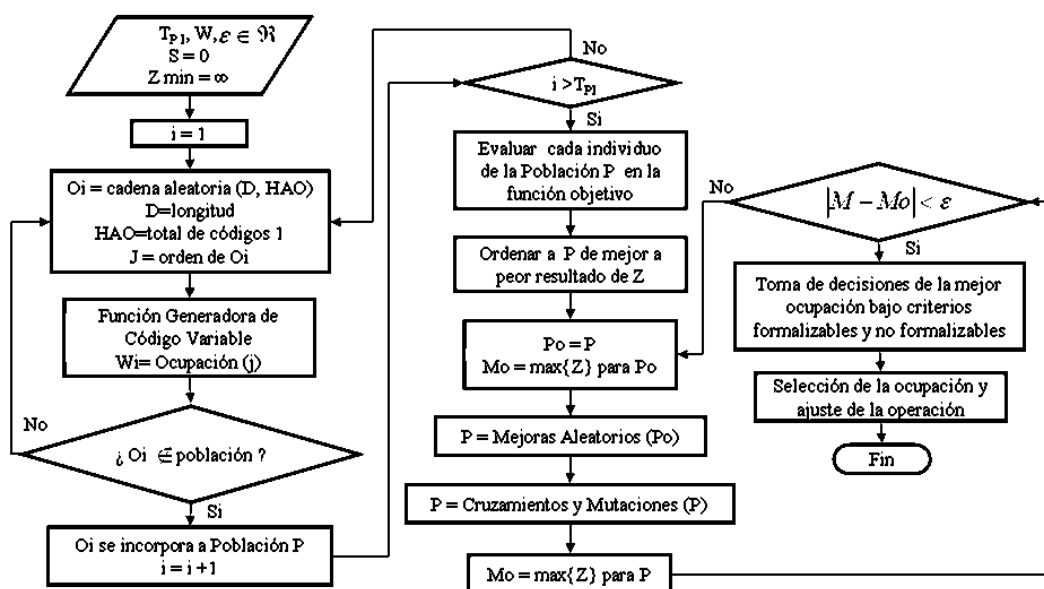 T_P1, W, ε ∈ ℜ
S = 0
Z min = ∞
i = 1
Oi = cadena aleatoria (D, HAO)
D=longitud
HAO=total de códigos 1
J = orden de Oi
Función Generadora de
Código Variable
Wi= Ocupación (j)
No
¿ Oi ∉ población ?
Si
Oi se incorpora a Población P
i = i +1
No
i >T_P1
Si
Evaluar cada individuo
de la Población P en la
función objetivo
Ordenar a P de mejor a
peor resultado de Z
Po = P
Mo = max{Z} para Po
P = Mejoras Aleatorios (Po)
P = Cruzamientos y Mutaciones (P)
Mo = max{Z} para P
No
|M − Mo| < ε
Si
Toma de decisiones de la mejor
ocupación bajo criterios
formalizables y no formalizables
Selección de la ocupación y
ajuste de la operación
Fin